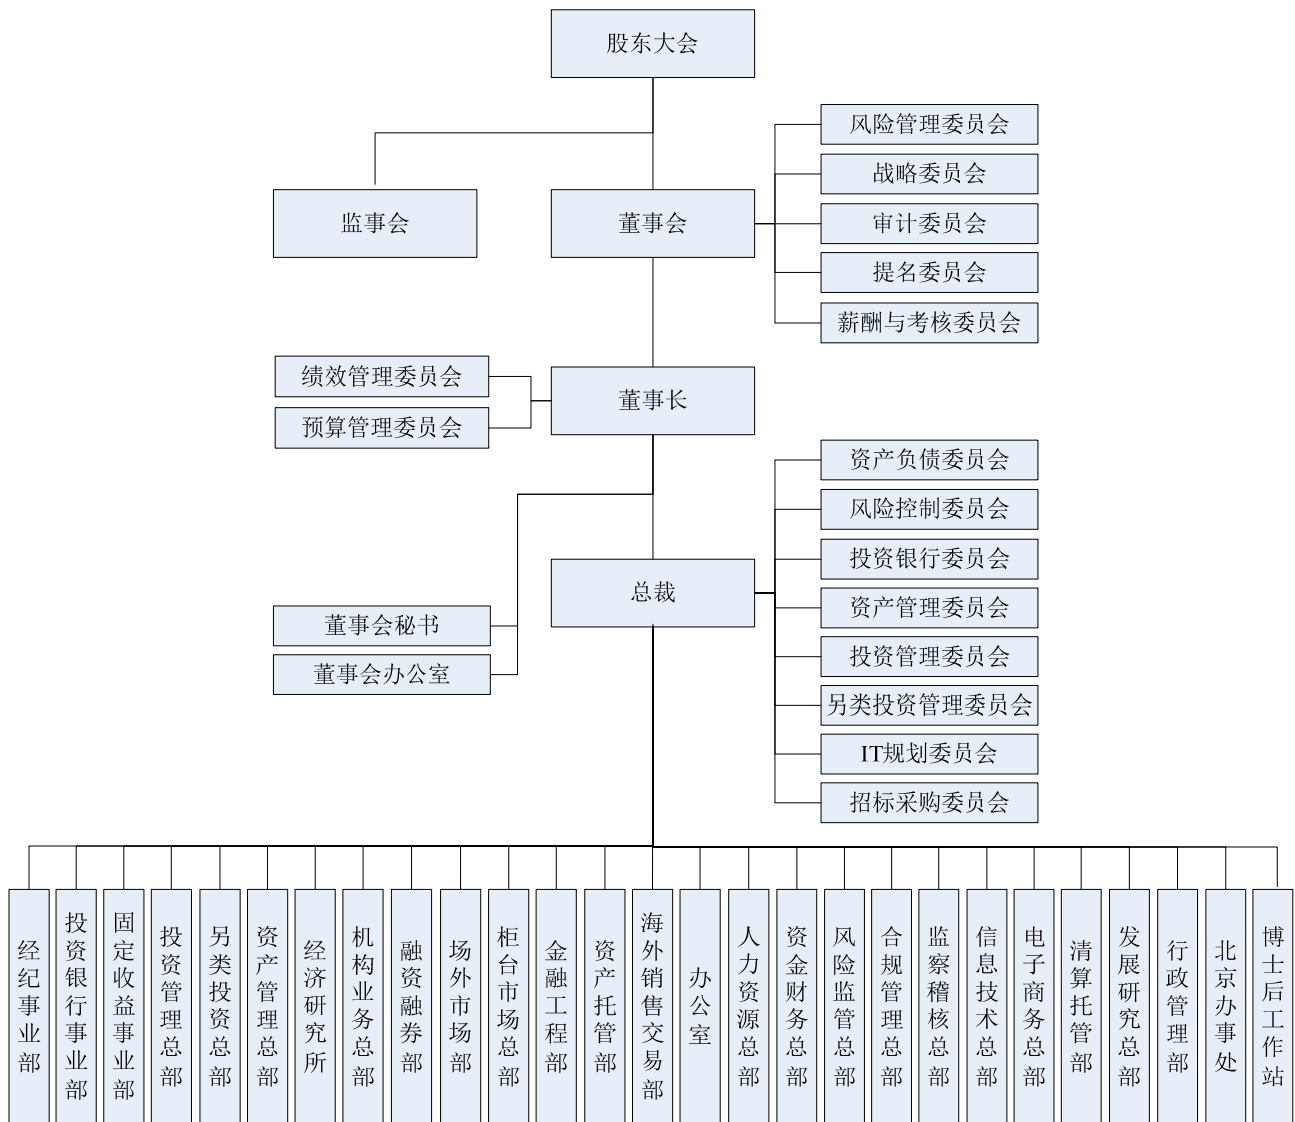 股东大会
风险管理委员会
战略委员会
监事会
董事会
审计委员会
提名委员会
薪酬与考核委员会
绩效管理委员会
董事长
预算管理委员会
资产负债委员会
风险控制委员会
投资银行委员会
总裁
资产管理委员会
董事会秘书
投资管理委员会
董事会办公室
另类投资管理委员会
IT规划委员会
招标采购委员会
经纪事业部
投资银行事业部
固定收益事业部
投资管理总部
另类投资总部
资产管理总部
经济研究所
机构业务总部
融资融券部
场外市场部
柜台市场总部
金融工程部
资产托管部
海外销售交易部
办公室
人力资源总部
资金财务总部
风险监管总部
合规管理总部
监察稽核总部
信息技术总部
电子商务总部
清算托管部
发展研究总部
行政管理部
北京办事处
博士后工作站